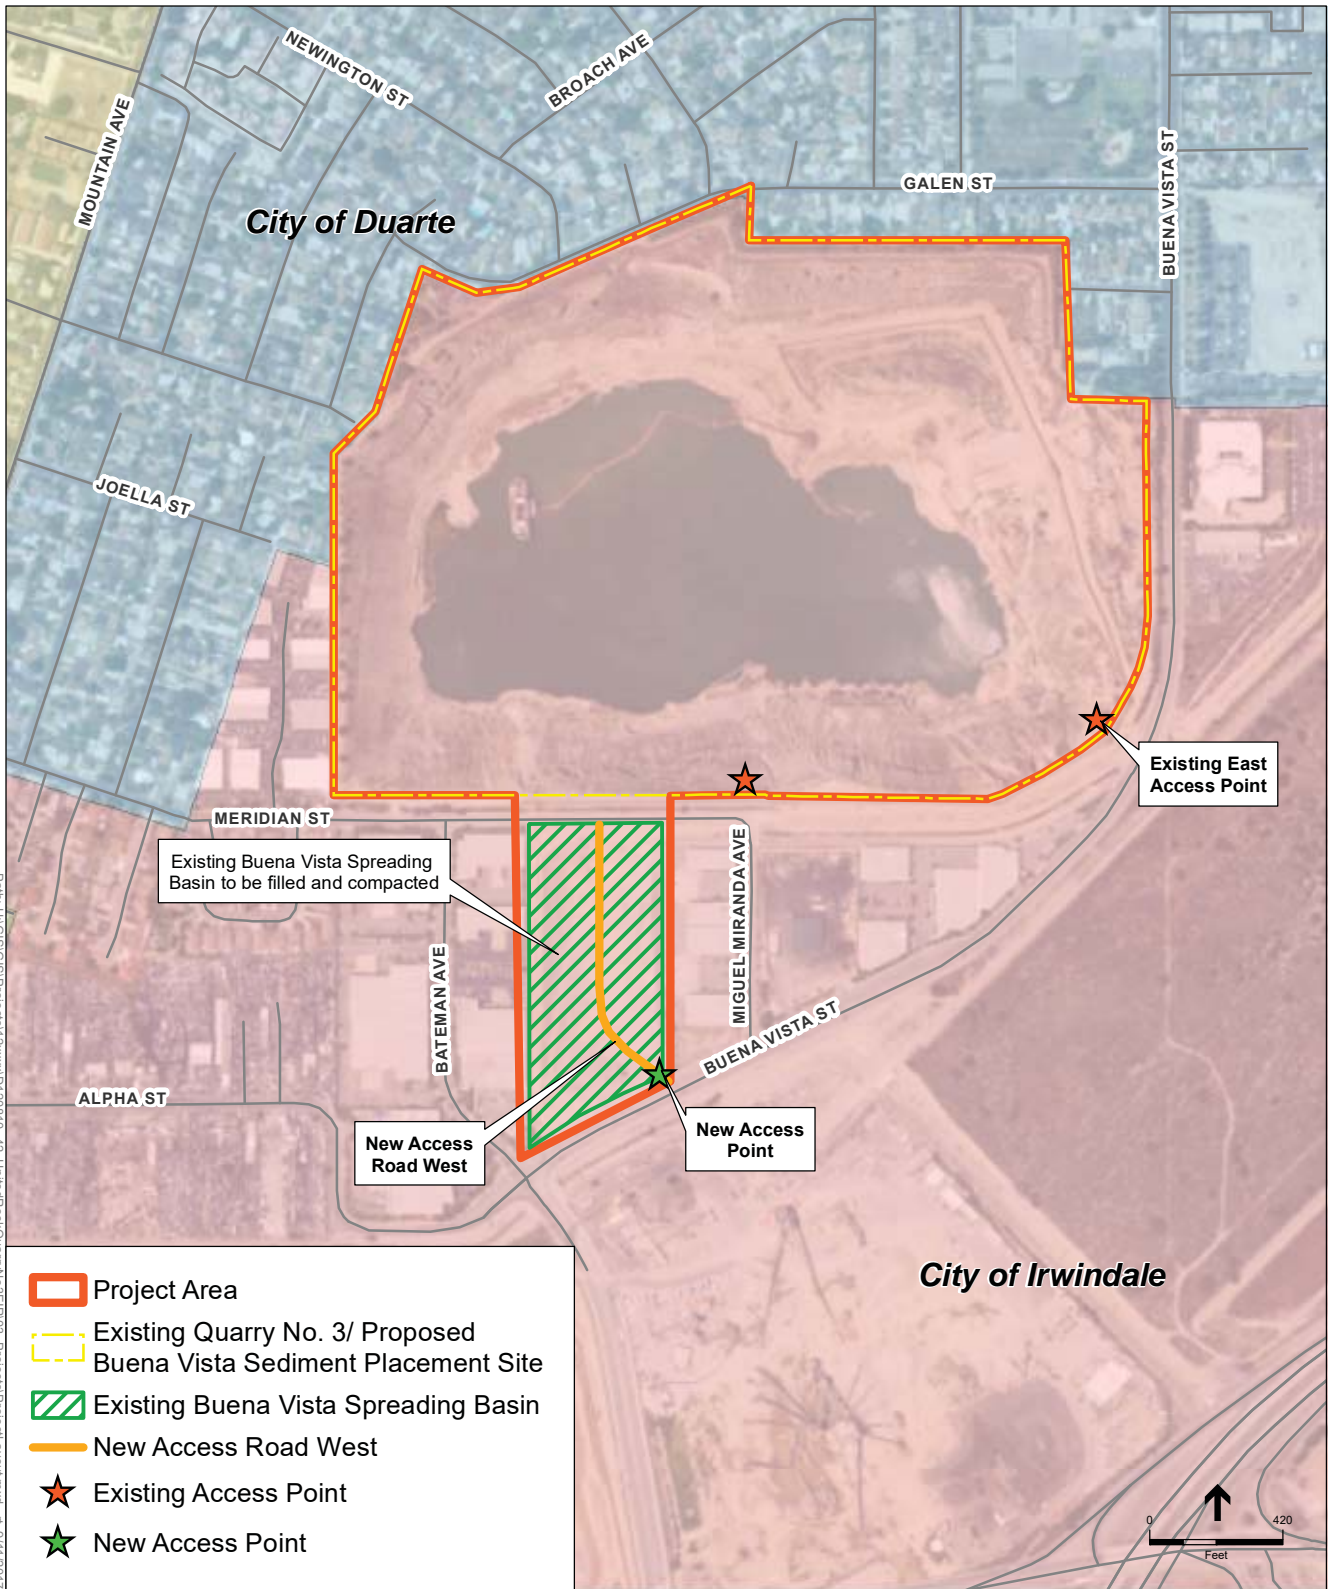 NEWINGTON ST
BROACH AVE
MOUNTAIN AVE
GALEN ST
BUENA VISTA ST
City of Duarte
JOELLA ST
Existing East
Access Point
MERIDIAN ST
Existing Buena Vista Spreading
Basin to be filled and compacted
MIGUEL MIRANDA AVE
BATEMAN AVE
BUENA VISTA ST
ALPHA ST
New Access
Road West
New Access
Point
City of Irwindale
Project Area
Existing Quarry No. 3/ Proposed
Buena Vista Sediment Placement Site
Existing Buena Vista Spreading Basin
New Access Road West
Existing Access Point
New Access Point
0 420
Feet